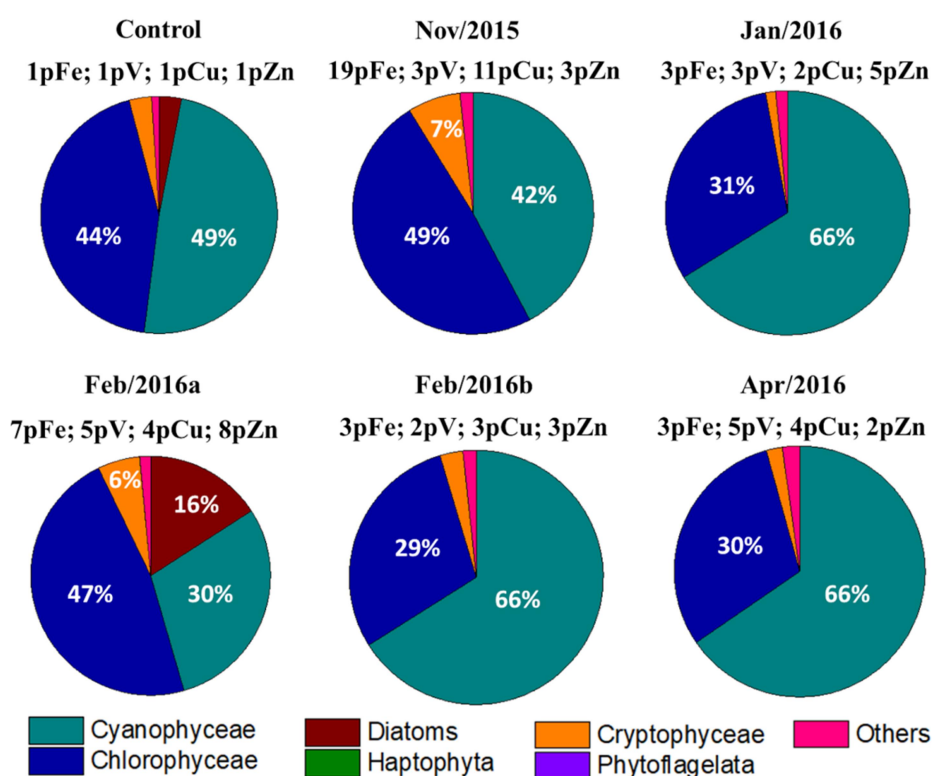 Control
1pFe; 1pV; 1pCu; 1pZn
44%
49%
Nov/2015
19pFe; 3pV; 11pCu; 3pZn
7%
42%
49%
Jan/2016
3pFe; 3pV; 2pCu; 5pZn
31%
66%
Feb/2016a
7pFe; 5pV; 4pCu; 8pZn
6%
16%
47%
30%
Feb/2016b
3pFe; 2pV; 3pCu; 3pZn
29%
66%
Apr/2016
3pFe; 5pV; 4pCu; 2pZn
30%
66%
Cyanophyceae
Chlorophyceae
Diatoms
Haptophyta
Cryptophyceae
Phytoflagelata
Others